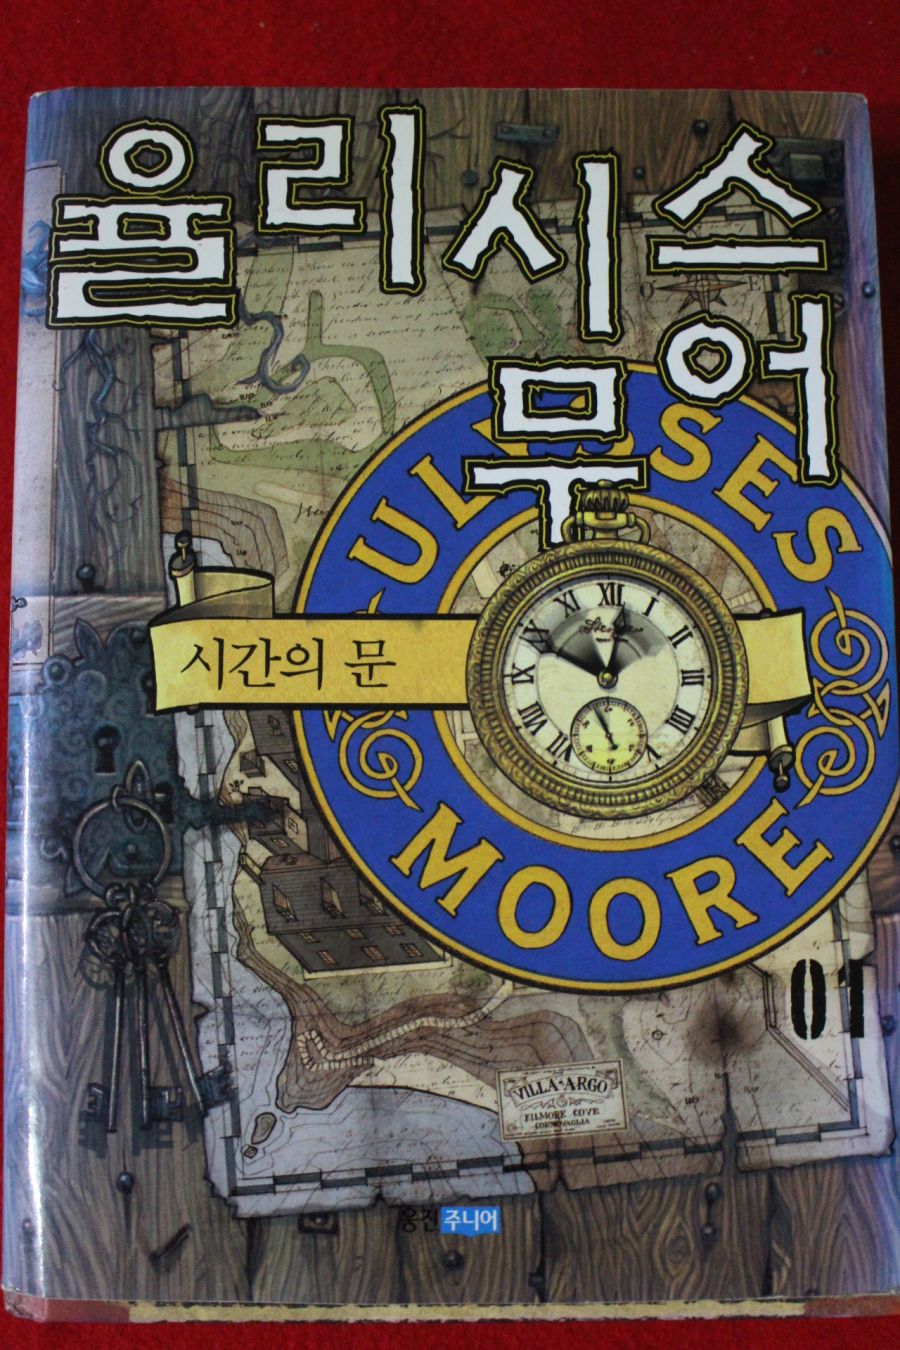 율리시스
무어
ULYSSES
시간의 문
MOORE
01
VILLA ARGO
KILMORE COVE
CORNOVAGLIA
웅진 주니어